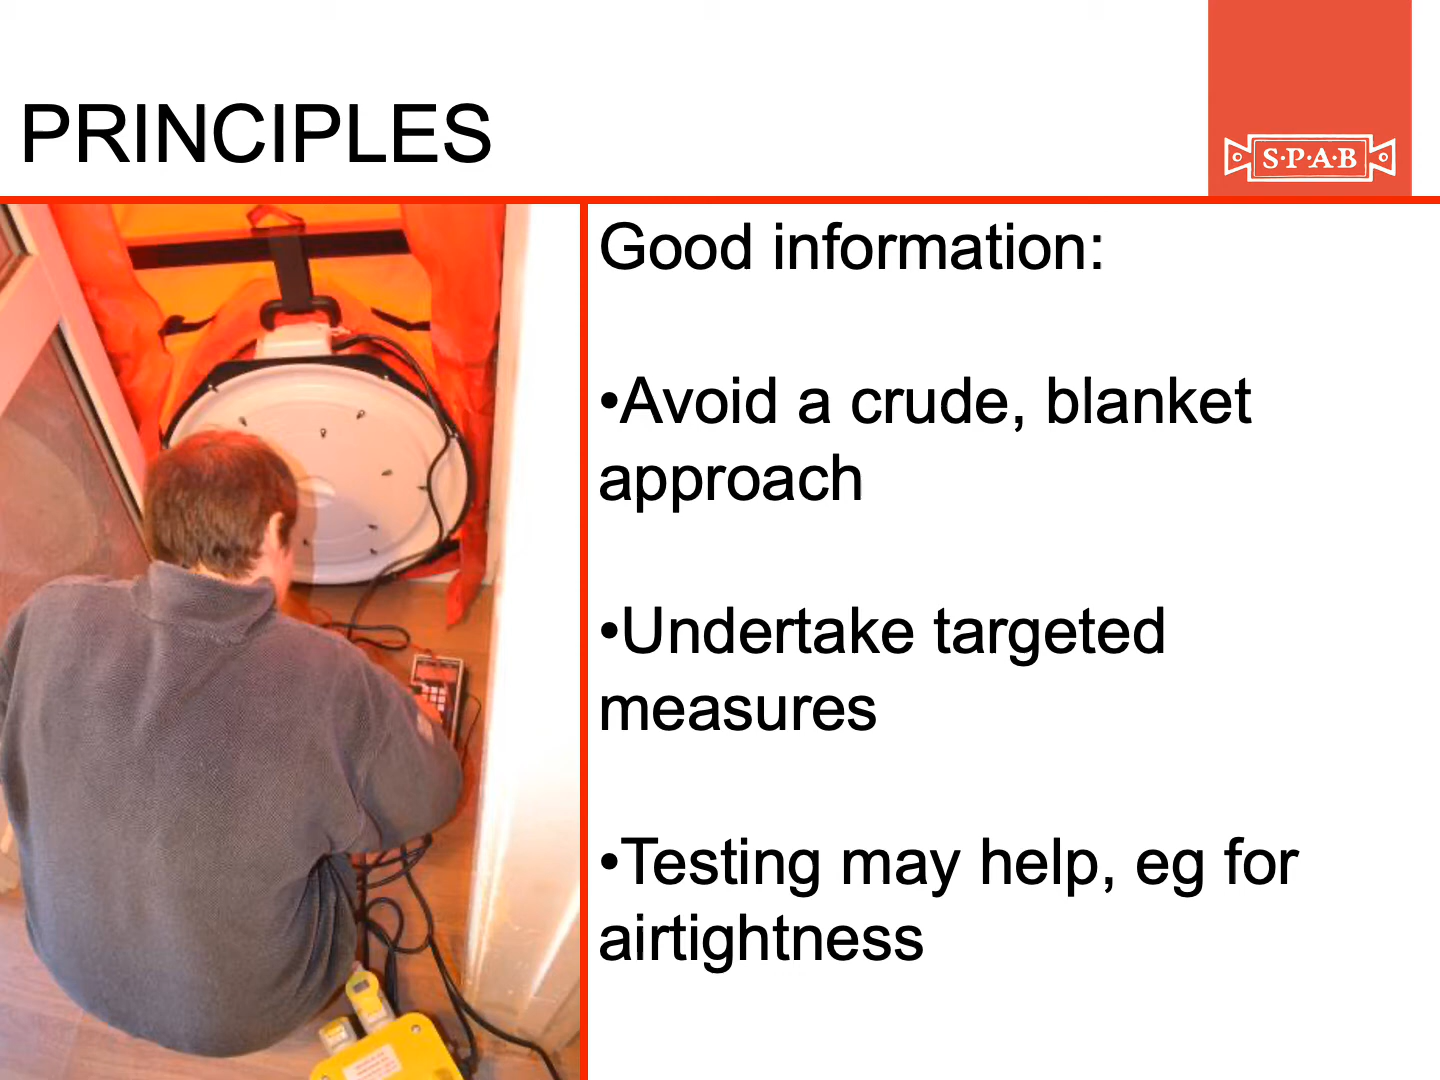 PRINCIPLES
S·P·A·B
Good information:
•Avoid a crude, blanket
approach
•Undertake targeted
measures
•Testing may help, eg for
airtightness